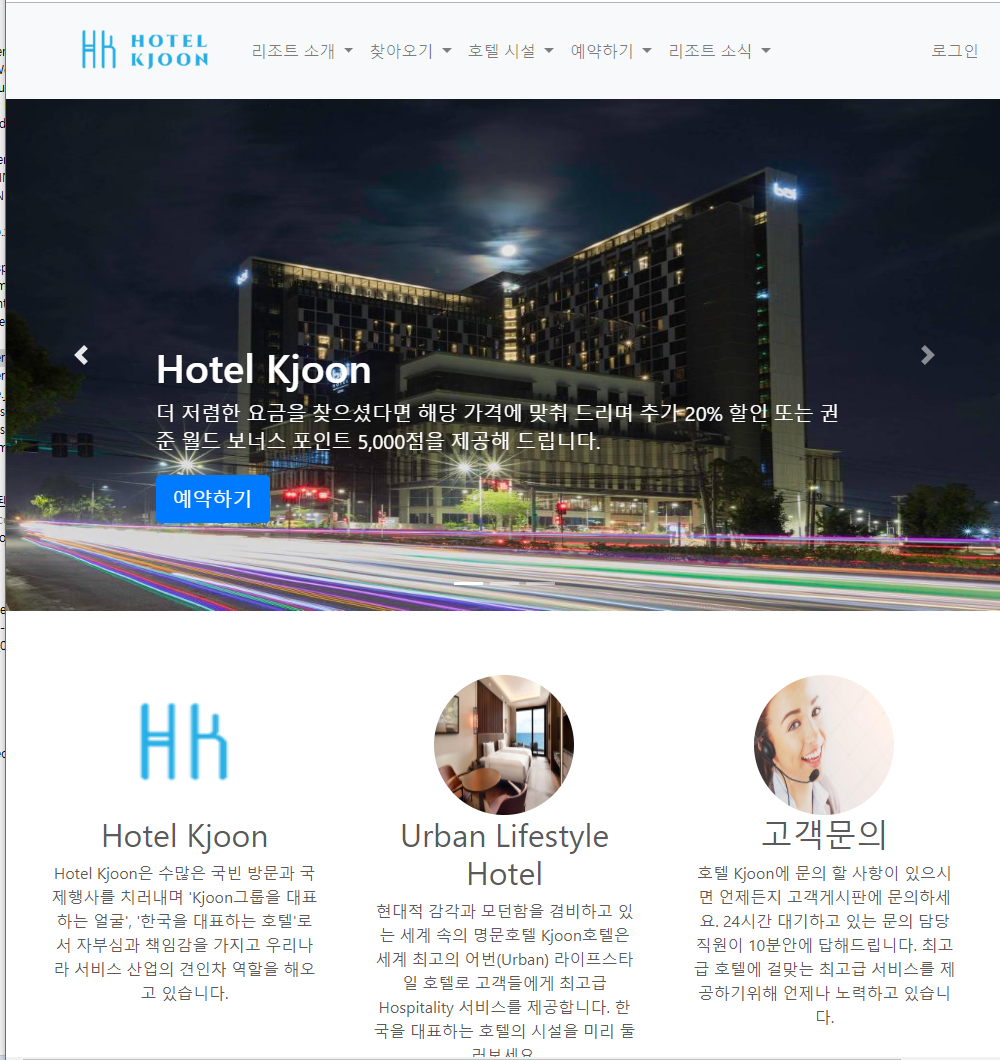 Hk HOTEL
KJOON
리조트 소개 찾아오기 호텔 시설 예약하기 리조트 소식 로그인
bai
bai
Hotel Kjoon
더 저렴한 요금을 찾으셨다면 해당 가격에 맞춰 드리며 추가 20% 할인 또는 권
준 월드 보너스 포인트 5,000점을 제공해 드립니다.
예약하기
Hk
Hotel Kjoon
Hotel Kjoon은 수많은 국빈 방문과 국
제행사를 치러내며 'Kjoon그룹을 대표
하는 얼굴', '한국을 대표하는 호텔'로
서 자부심과 책임감을 가지고 우리나
라 서비스 산업의 견인차 역할을 해오
고 있습니다.
Urban Lifestyle
Hotel
현대적 감각과 모던함을 겸비하고 있
는 세계 속의 명문호텔 Kjoon호텔은
세계 최고의 어번(Urban) 라이프스타
일 호텔로 고객들에게 최고급
Hospitality 서비스를 제공합니다. 한
국을 대표하는 호텔의 시설을 미리 둘
러보세요
고객문의
호텔 Kjoon에 문의 할 사항이 있으시
면 언제든지 고객게시판에 문의하세
요. 24시간 대기하고 있는 문의 담당
직원이 10분안에 답해드립니다. 최고
급 호텔에 걸맞는 최고급 서비스를 제
공하기위해 언제나 노력하고 있습니
다.